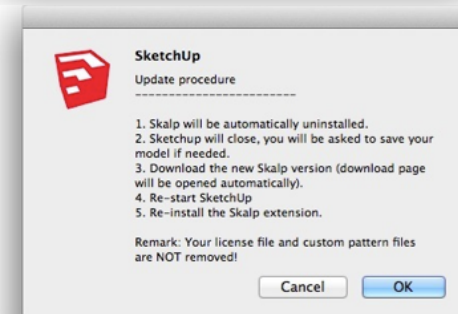 SketchUp
Update procedure
------------------------
1. Skalp will be automatically uninstalled.
2. Sketchup will close, you will be asked to save your
model if needed.
3. Download the new Skalp version (download page
will be opened automatically).
4. Re-start SketchUp
5. Re-install the Skalp extension.
Remark: Your license file and custom pattern files
are NOT removed!
Cancel OK